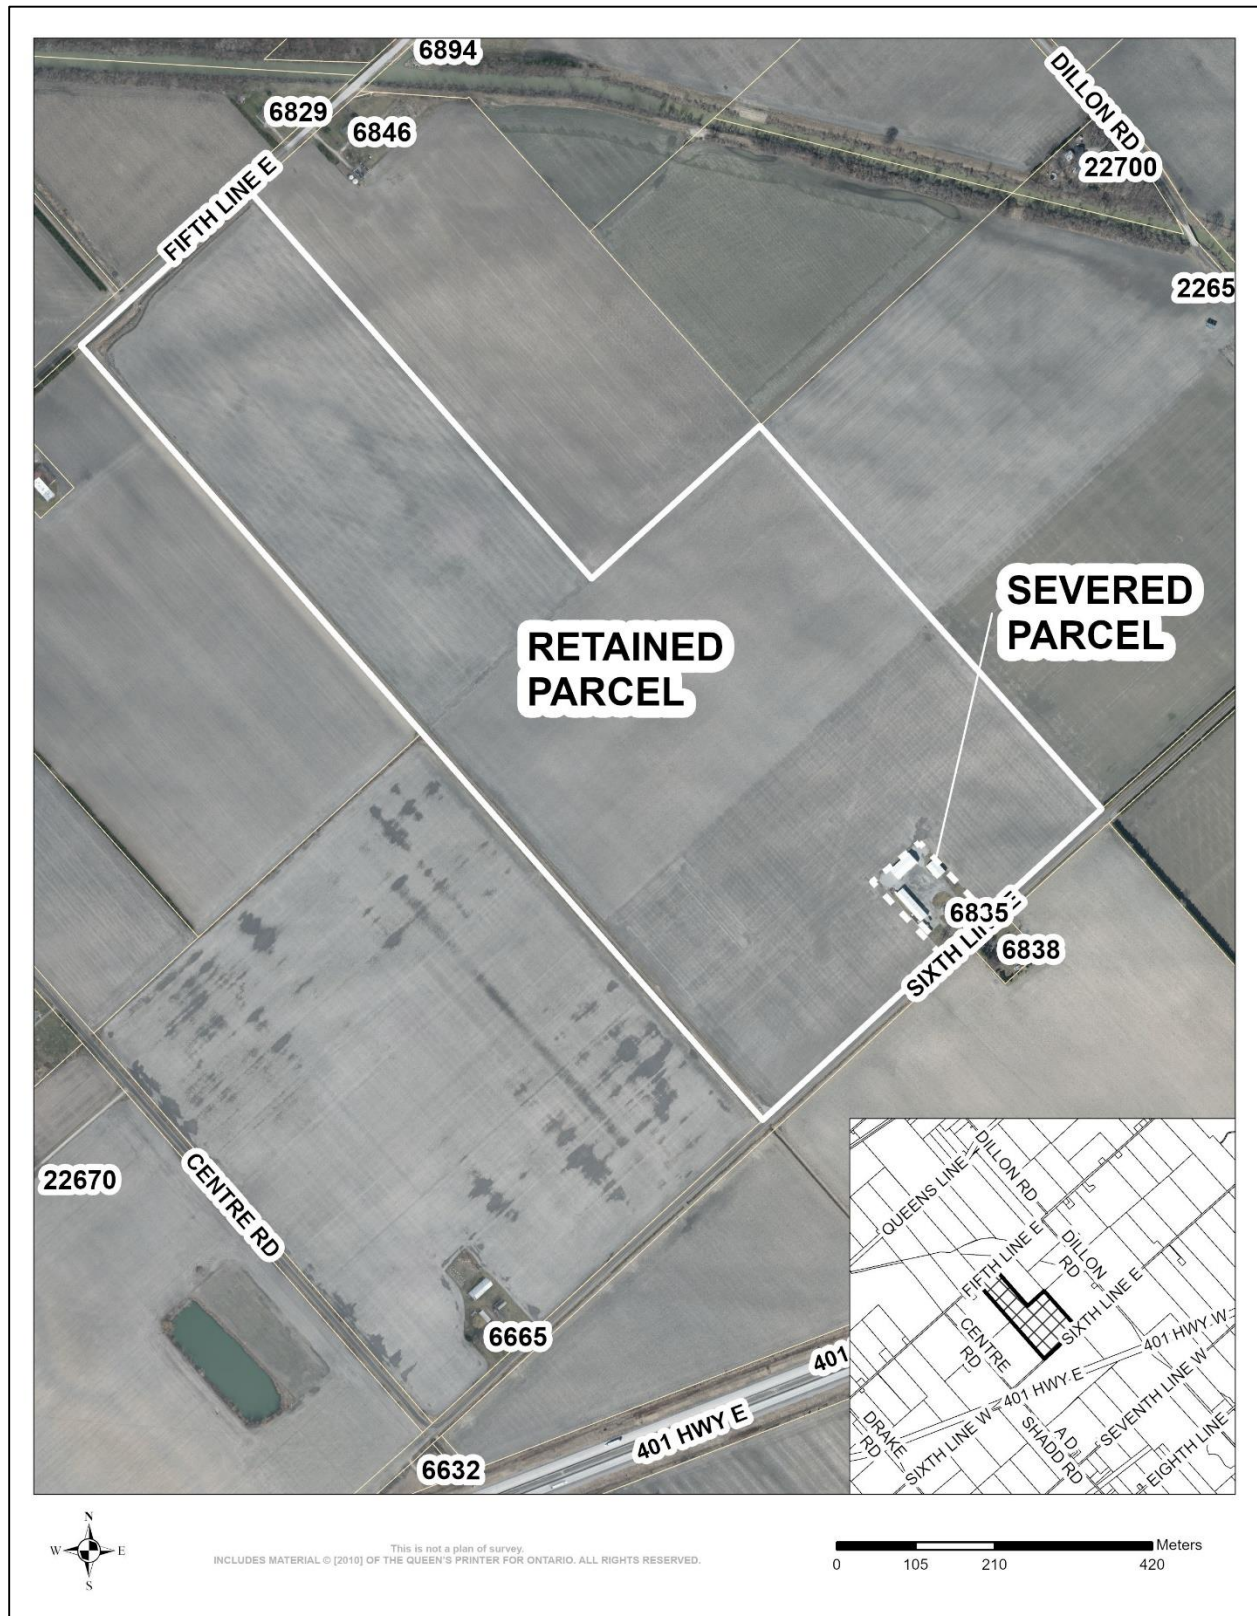 6894
6829
6846
DILLON RD
22700
FIFTH LINE E
2265
SEVERED
PARCEL
RETAINED
PARCEL
6835
SIXTH LINE E
6838
22670
CENTRE RD
6665
401
401 HWY E
6632
DILLON RD
QUEENS LINE
FIFTH LINE E
DILLON
RD
SIXTH LINE E
CENTRE
RD
401 HWY W
401 HWY E
DRAKE
RD
SIXTH LINE W
A D
SHADD RD
SEVENTH LINE W
EIGHTH LINE
N
W E
S
This is not a plan of survey.
INCLUDES MATERIAL © [2010] OF THE QUEEN'S PRINTER FOR ONTARIO. ALL RIGHTS RESERVED.
Meters
0 105 210 420